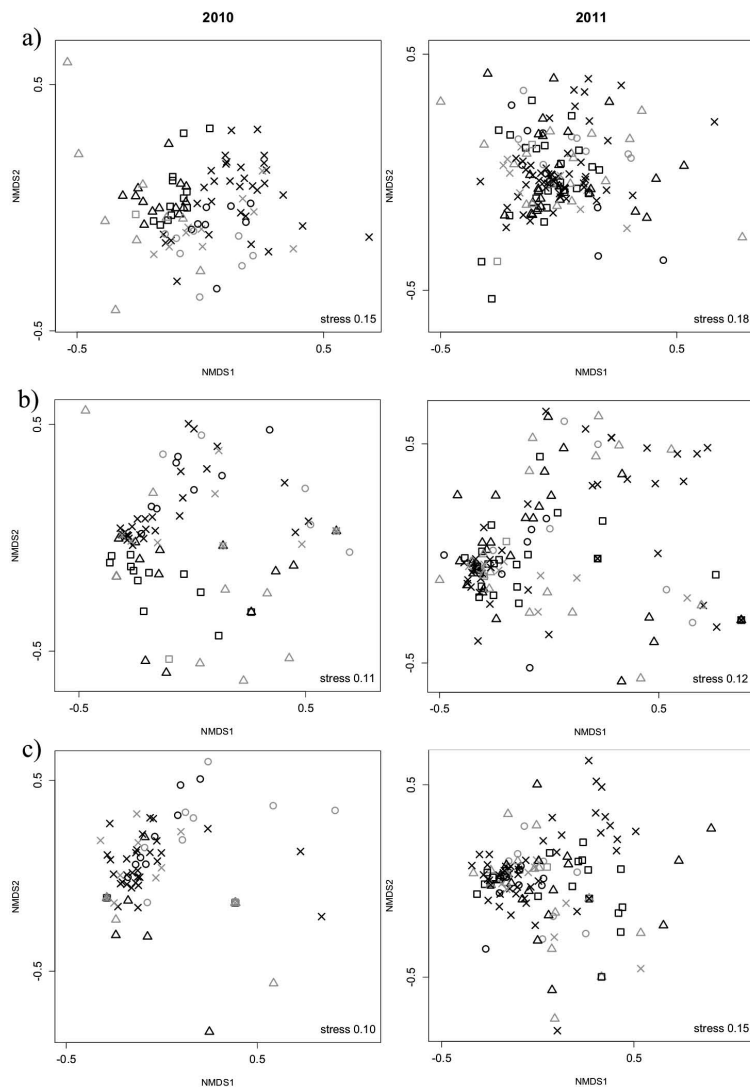 2010 2011
a)
0.5
NMDS2
-0.5
stress 0.15
-0.5 0.5
NMDS1
0.5
NMDS2
-0.5
stress 0.18
-0.5 0.5
NMDS1
b)
0.5
NMDS2
-0.5
stress 0.11
-0.5 0.5
NMDS1
0.5
NMDS2
-0.5
stress 0.12
-0.5 0.5
NMDS1
c)
0.5
NMDS2
-0.5
stress 0.10
-0.5 0.5
NMDS1
0.5
NMDS2
-0.5
stress 0.15
-0.5 0.5
NMDS1